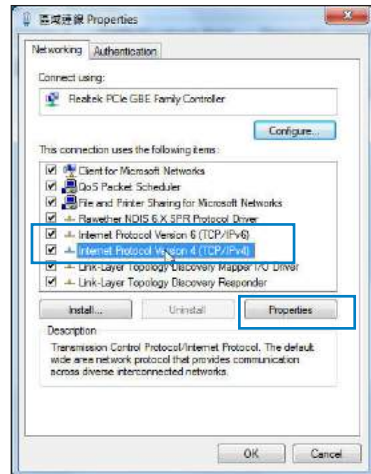 區域連線 Properties
Networking Authentication
Connect using:
Realtek PCIe GBE Family Controller
Configure...
This connection uses the following items:
Client for Microsoft Networks
QoS Packet Scheduler
File and Printer Sharing for Microsoft Networks
Rawether NDIS 6.X SPR Protocol Driver
Internet Protocol Version 6 (TCP/IPv6)
Internet Protocol Version 4 (TCP/IPv4)
Link-Layer Topology Discovery Mapper I/O Driver
Link-Layer Topology Discovery Responder
Install... Uninstall Properties
Description
Transmission Control Protocol/Internet Protocol. The default
wide area network protocol that provides communication
across diverse interconnected networks.
OK Cancel